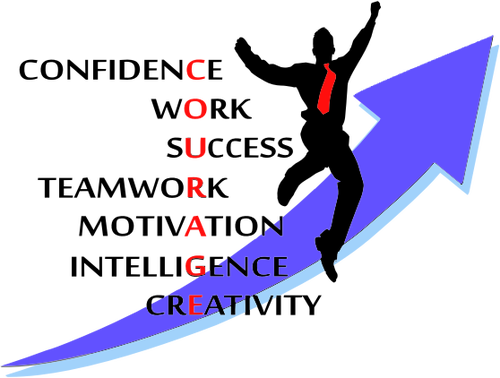 CONFIDENCE
WORK
SUCCESS
TEAMWORK
MOTIVATION
INTELLIGENCE
CREATIVITY